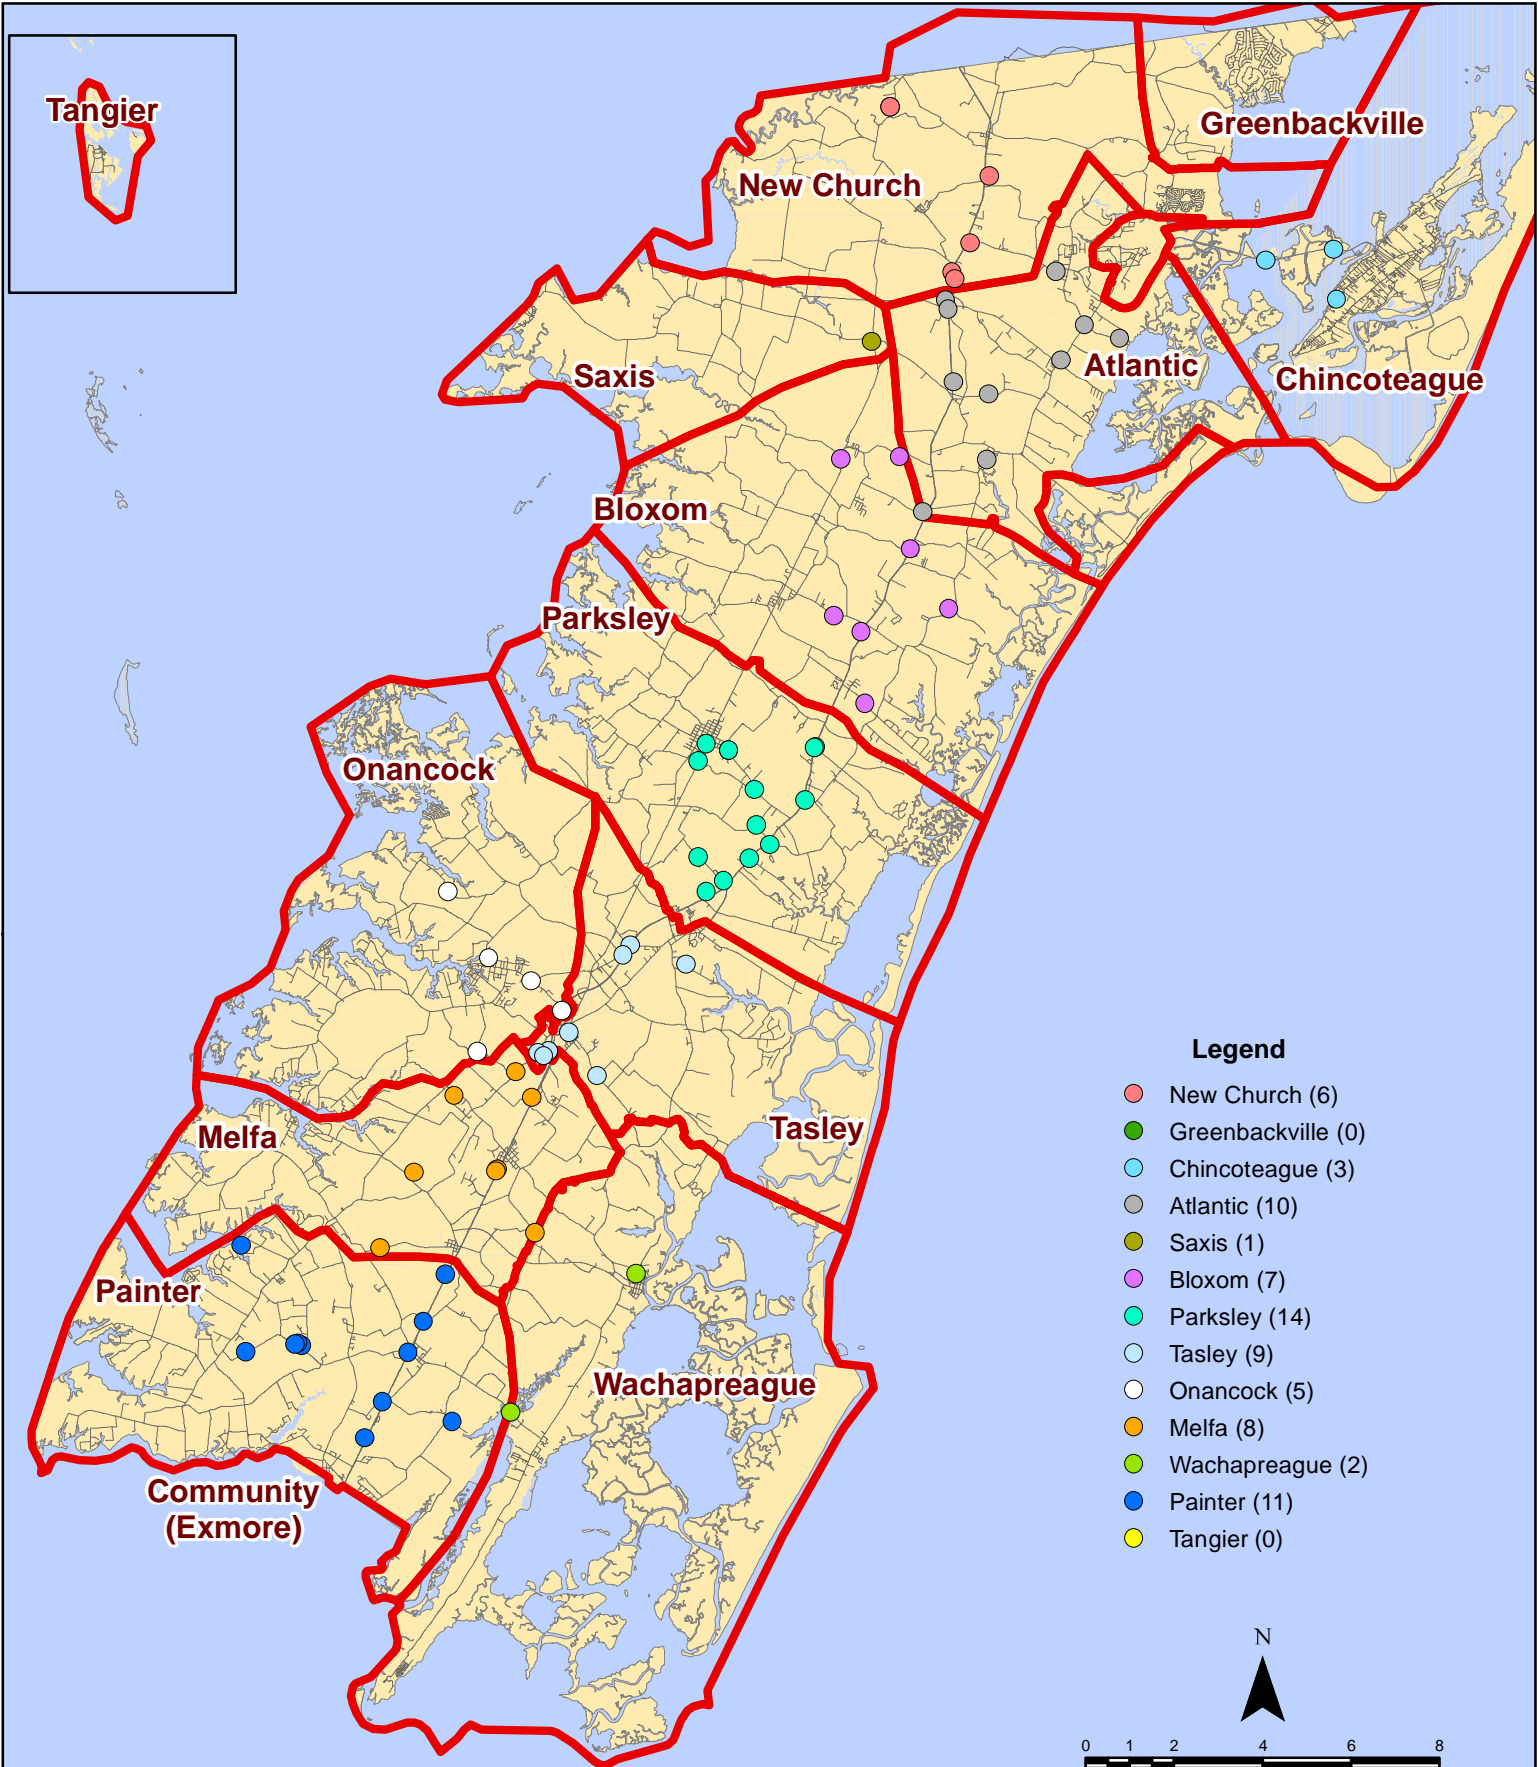 Tangier
Greenbackville
New Church
Saxis
Atlantic
Chincoteague
Bloxom
Parksley
Onancock
Melfa
Tasley
Painter
Wachapreague
Community
(Exmore)
Legend
New Church (6)
Greenbackville (0)
Chincoteague (3)
Atlantic (10)
Saxis (1)
Bloxom (7)
Parksley (14)
Tasley (9)
Onancock (5)
Melfa (8)
Wachapreague (2)
Painter (11)
Tangier (0)
N
0 1 2 4 6 8